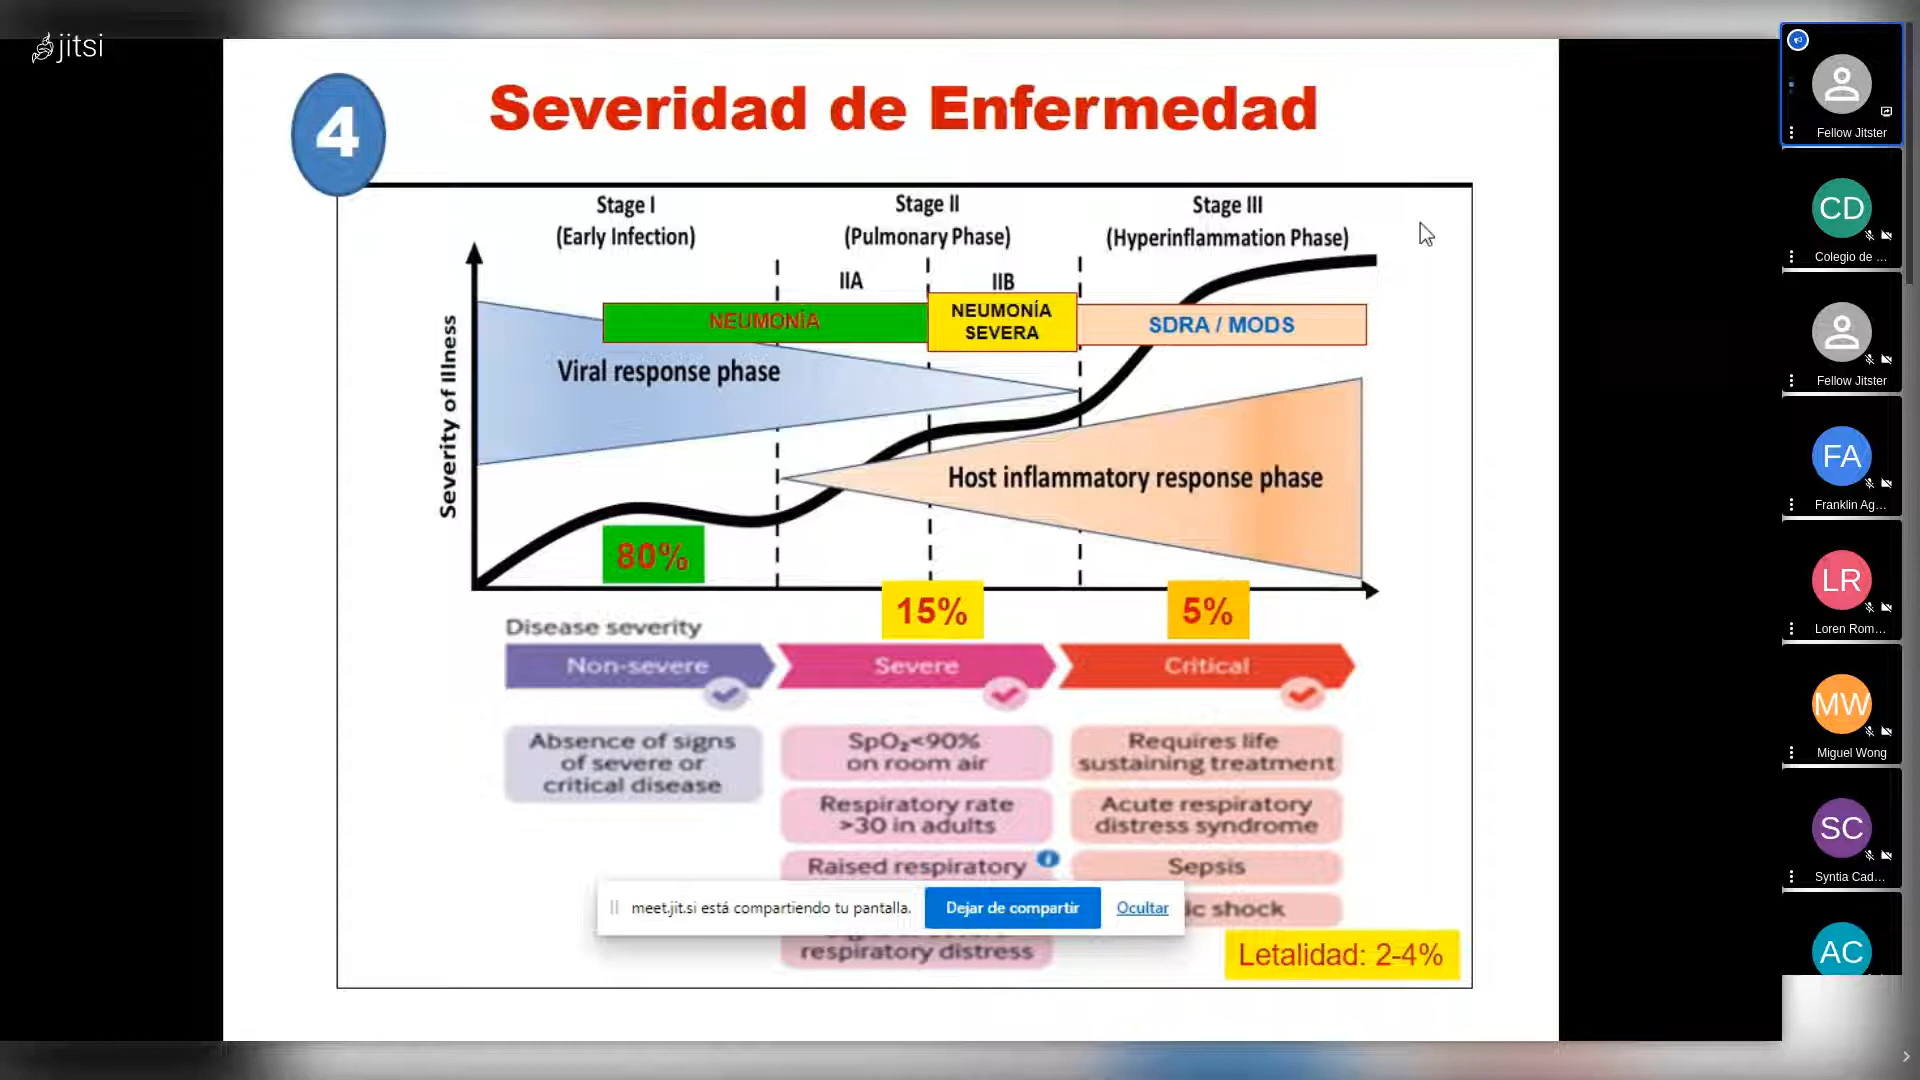 jitsi
4
Severidad de Enfermedad
Stage I
(Early Infection)
Stage II
(Pulmonary Phase)
Stage III
(Hyperinflammation Phase)
IIA
IIB
NEUMONÍA
NEUMONÍA
SEVERA
SDRA / MODS
Severity of Illness
Viral response phase
Host inflammatory response phase
80%
15%
5%
Disease severity
Non-severe
Severe
Critical
Absence of signs
of severe or
critical disease
SpO₂<90%
on room air
Respiratory rate
>30 in adults
Raised respiratory
respiratory distress
Requires life
sustaining treatment
Acute respiratory
distress syndrome
Sepsis
ic shock
meet.jit.si está compartiendo tu pantalla.
Dejar de compartir
Ocultar
Letalidad: 2-4%
Fellow Jitster
CD
Colegio de ...
Fellow Jitster
FA
Franklin Ag...
LR
Loren Rom...
MW
Miguel Wong
SC
Syntia Cad...
AC